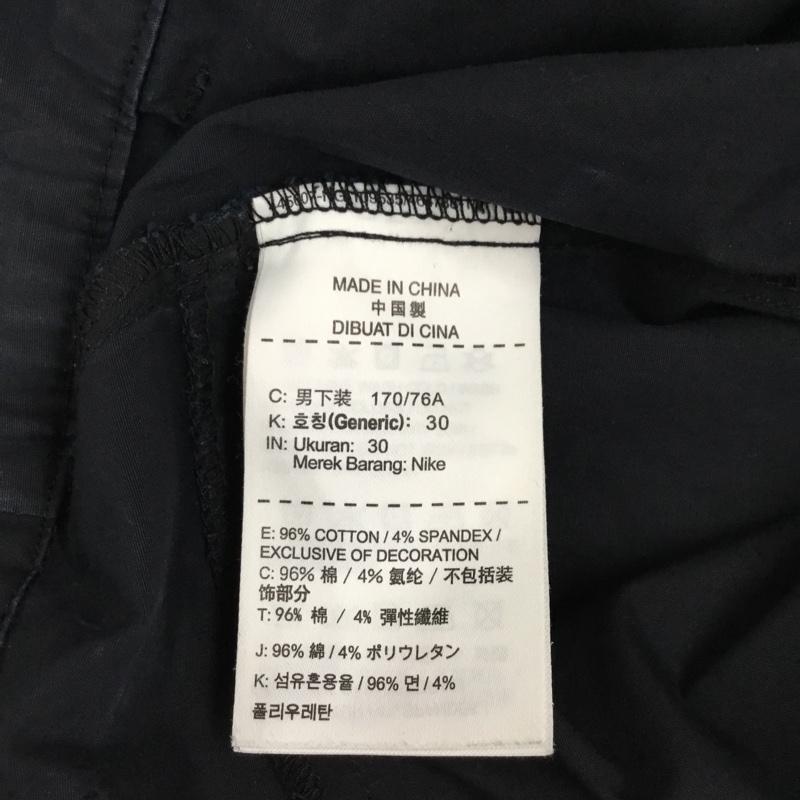 MADE IN CHINA
中国製
DIBUAT DI CINA
C: 男下装 170/76A
K: 호칭(Generic): 30
IN: Ukuran: 30
Merek Barang: Nike
E: 96% COTTON / 4% SPANDEX /
EXCLUSIVE OF DECORATION
C: 96% 棉 / 4% 氨纶 / 不包括装
饰部分
T: 96% 棉 / 4% 彈性纖維
J: 96% 綿 / 4% ポリウレタン
K: 섬유혼용율 / 96% 면 / 4%
폴리우레탄